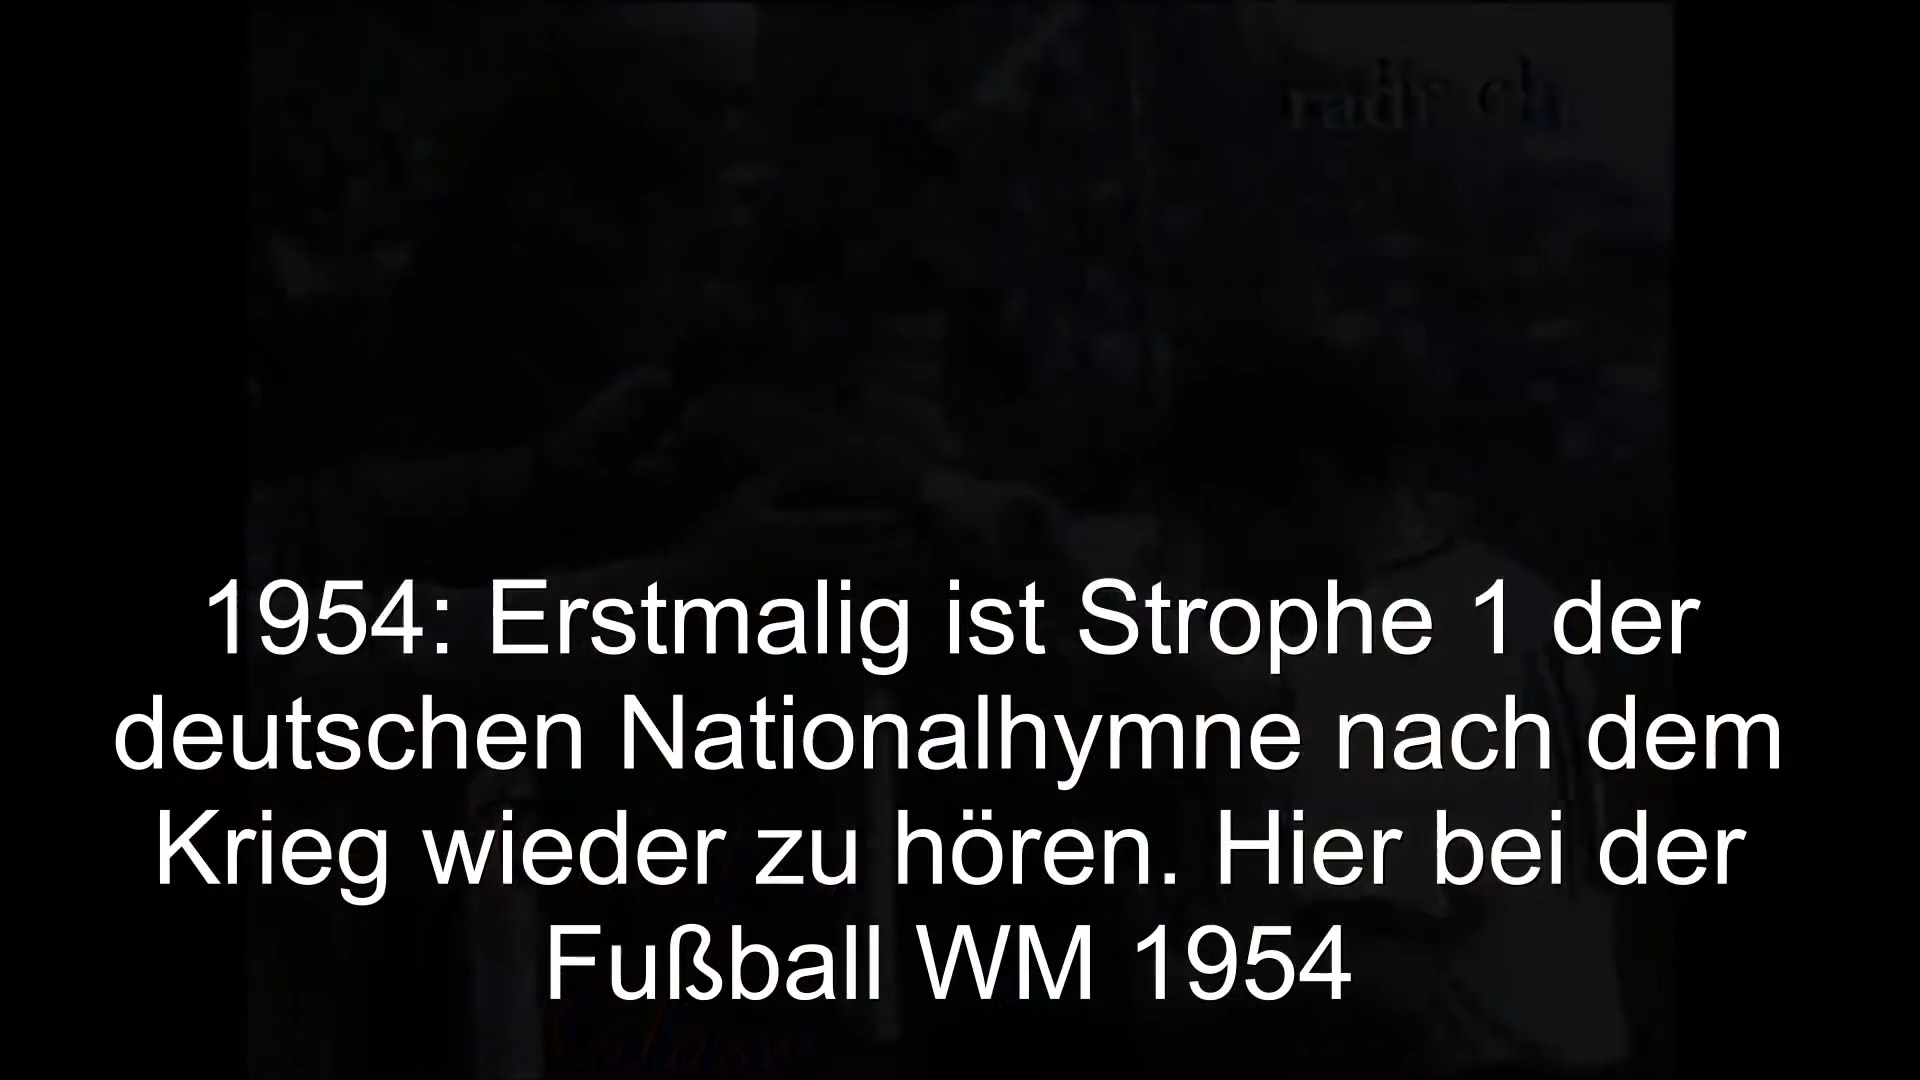 1954: Erstmalig ist Strophe 1 der
deutschen Nationalhymne nach dem
Krieg wieder zu hören. Hier bei der
Fußball WM 1954